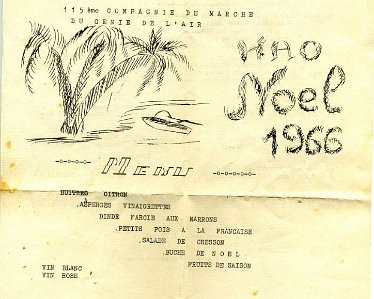 115ème COMPAGNIE DU MARCHE
DU GENIE DE L'AIR
HAO
Noel
1966
Menu
HUITRES CITRON
ASPERGES VINAIGRETTES
DINDE FARCIE AUX MARRONS
PETITS POIS A LA FRANCAISE
SALADE DE CRESSON
BUCHE DE NOEL
FRUITS DE SAISON
VIN BLANC
VIN ROSE